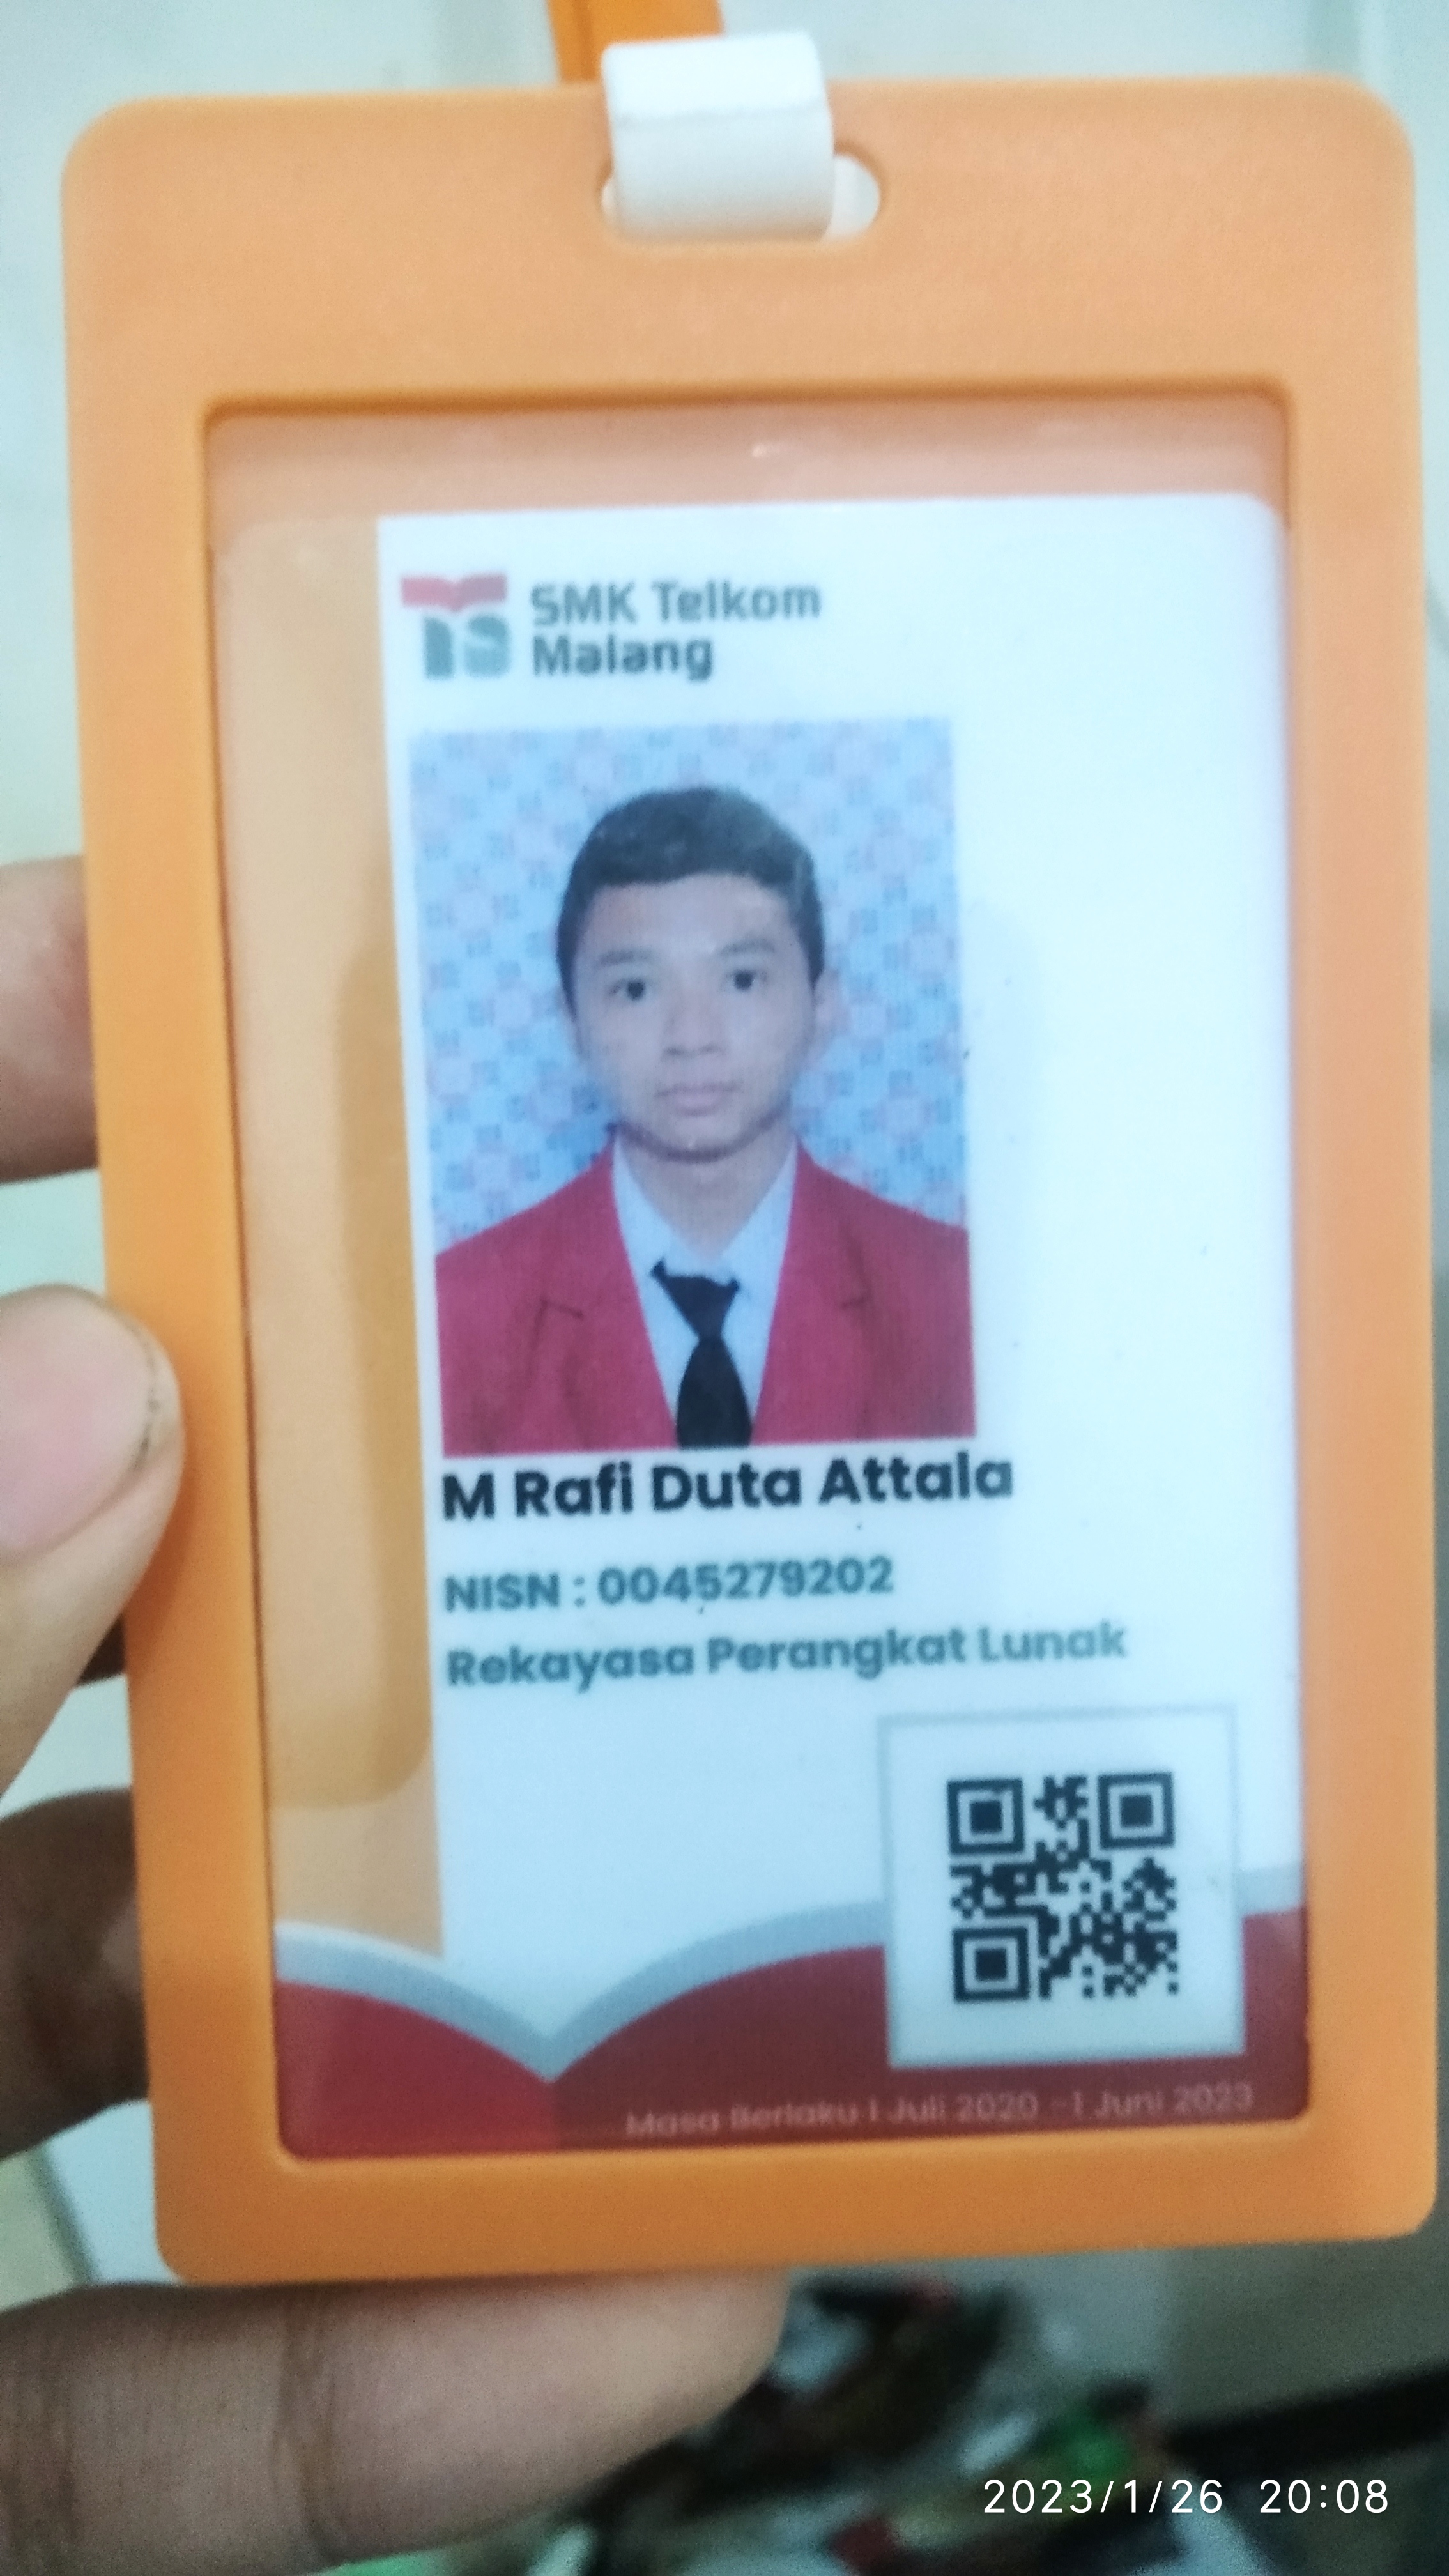 SMK Telkom
Malang
M Rafi Duta Attala
NISN : 0045279202
Rekayasa Perangkat Lunak
Masa Berlaku 1 Juli 2020 - 1 Juni 2023
2023/1/26 20:08